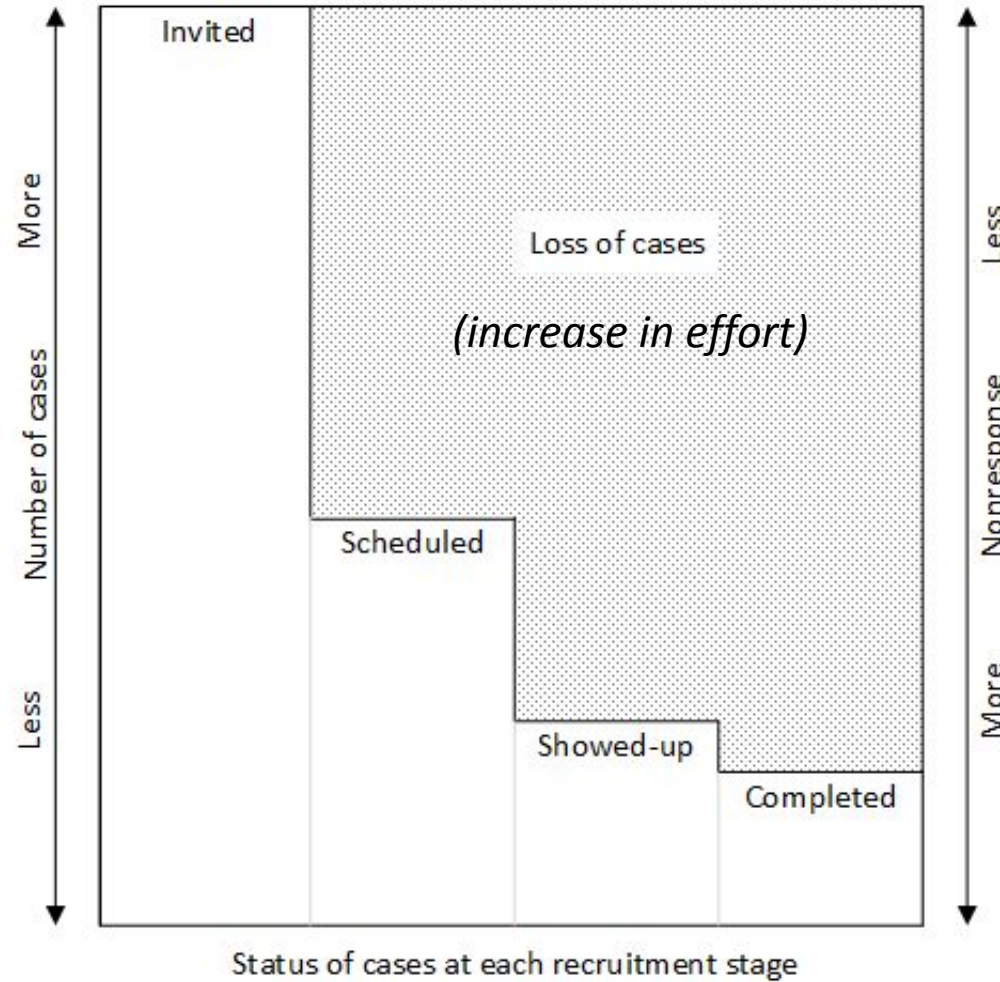 Invited
More
Number of cases
Less
Loss of cases
(increase in effort)
Scheduled
Showed-up
Completed
Less
Nonresponse
More
Status of cases at each recruitment stage